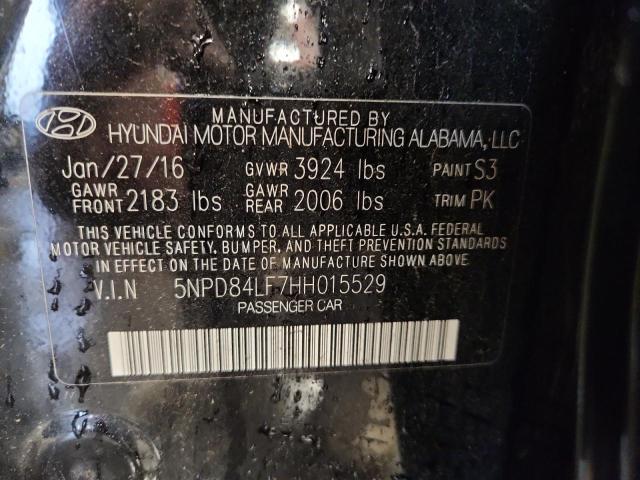 MANUFACTURED BY
HYUNDAI MOTOR MANUFACTURING ALABAMA, LLC
Jan/27/16 GVWR 3924 lbs PAINT S3
GAWR FRONT 2183 lbs GAWR REAR 2006 lbs TRIM PK
THIS VEHICLE CONFORMS TO ALL APPLICABLE U.S.A. FEDERAL
MOTOR VEHICLE SAFETY, BUMPER, AND THEFT PREVENTION STANDARDS
IN EFFECT ON THE DATE OF MANUFACTURE SHOWN ABOVE.
V.I.N 5NPD84LF7HH015529
PASSENGER CAR